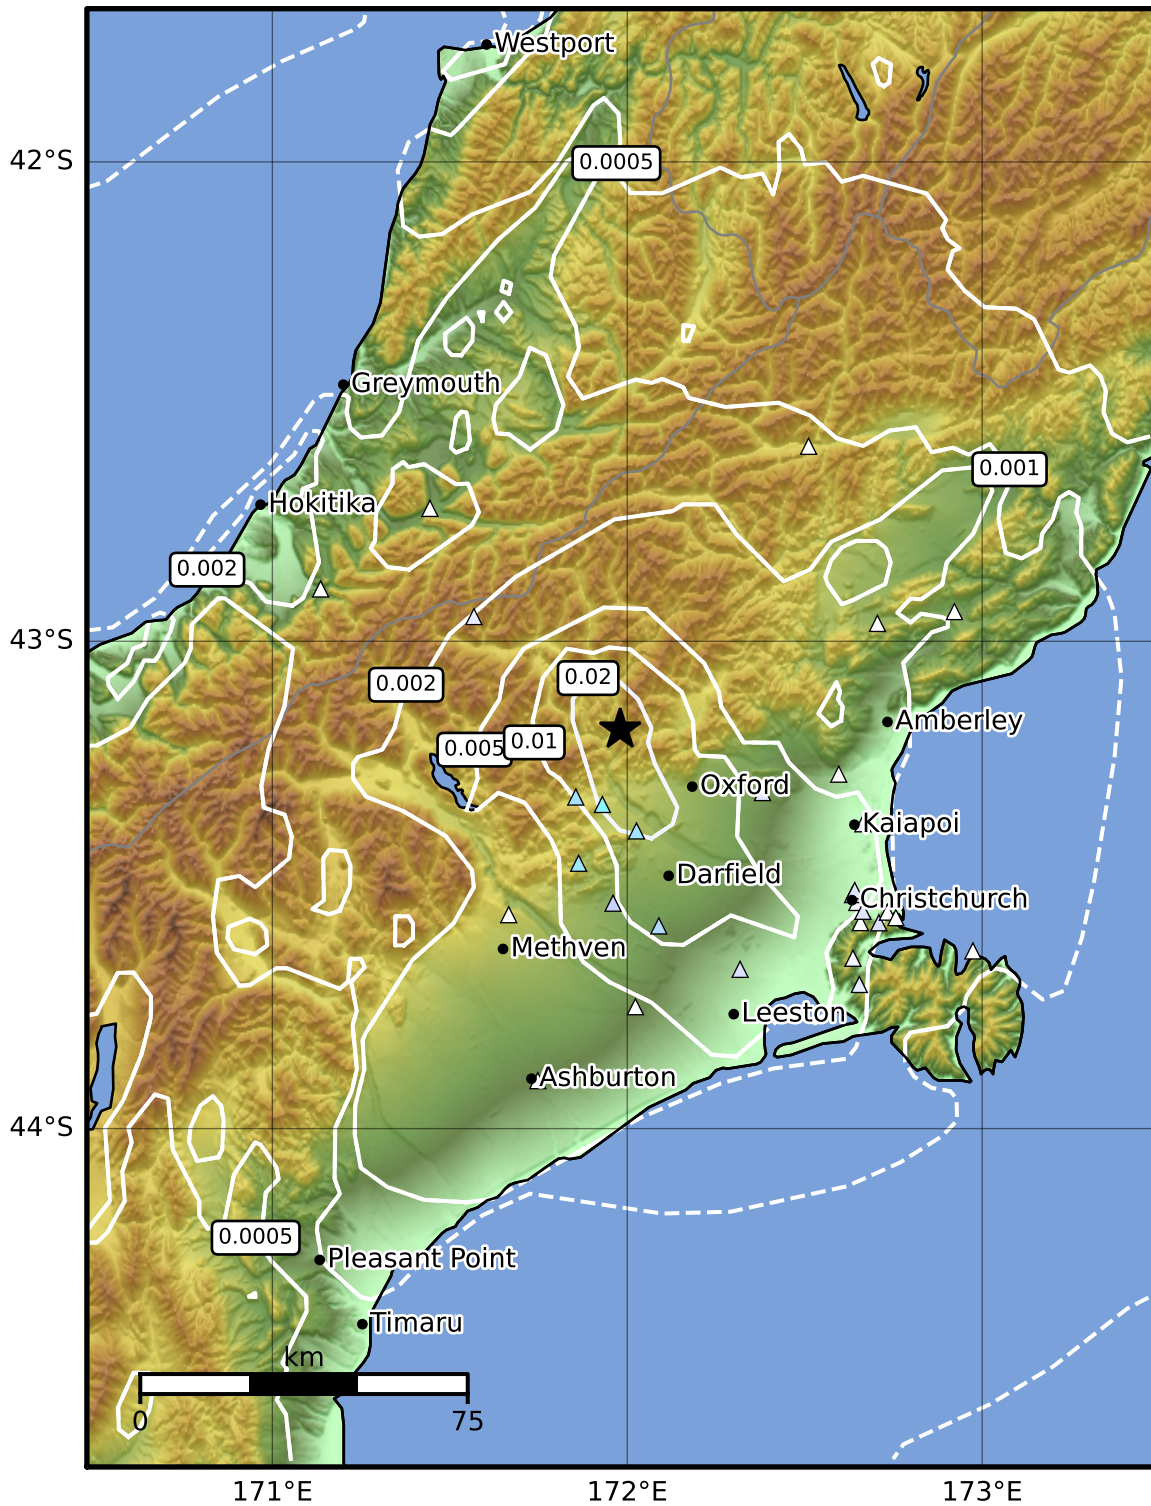 Westport
42°S
0.0005
Greymouth
0.001
Hokitika
0.002
43°S
0.02
0.002
Amberley
0.005
0.01
Oxford
Kaiapoi
Darfield
Christchurch
Methven
Leeston
Ashburton
44°S
0.0005
Pleasant Point
Timaru
km
0
75
171°E
172°E
173°E